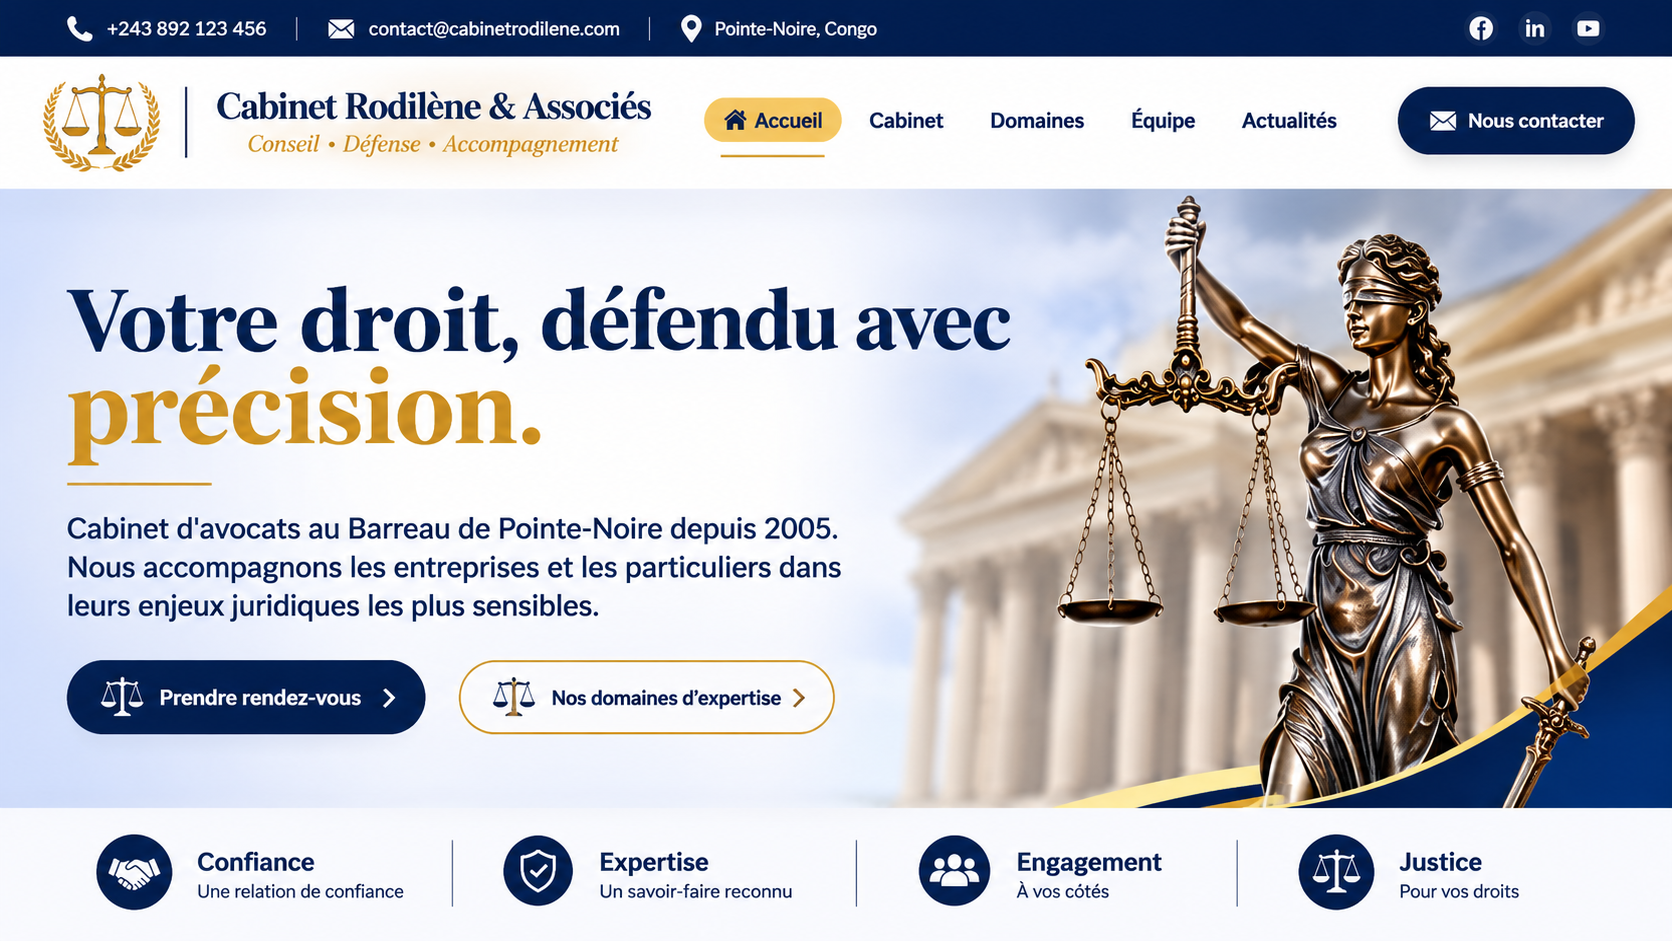 +243 892 123 456
contact@cabinetrodilene.com
Pointe-Noire, Congo
Cabinet Rodilène & Associés
Conseil • Défense • Accompagnement
Accueil
Cabinet
Domaines
Équipe
Actualités
Nous contacter
Votre droit, défendu avec
précision.
Cabinet d'avocats au Barreau de Pointe-Noire depuis 2005.
Nous accompagnons les entreprises et les particuliers dans
leurs enjeux juridiques les plus sensibles.
Prendre rendez-vous
Nos domaines d’expertise
Confiance
Une relation de confiance
Expertise
Un savoir-faire reconnu
Engagement
À vos côtés
Justice
Pour vos droits